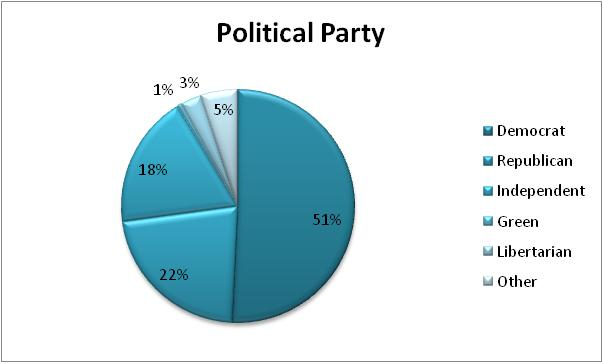 Political Party
1%
3%
5%
18%
51%
22%
Democrat
Republican
Independent
Green
Libertarian
Other